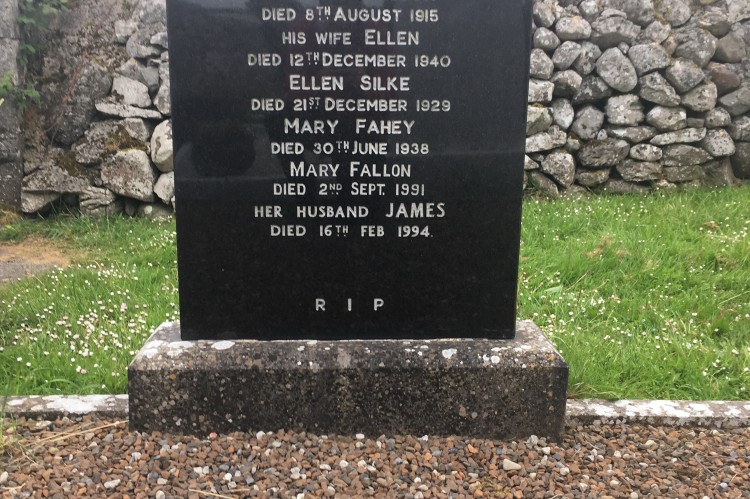 DIED 8TH AUGUST 1915
HIS WIFE ELLEN
DIED 12TH DECEMBER 1940
ELLEN SILKE
DIED 21ST DECEMBER 1929
MARY FAHEY
DIED 30TH JUNE 1938
MARY FALLON
DIED 2ND SEPT. 1991
HER HUSBAND JAMES
DIED 16TH FEB 1994.
R I P